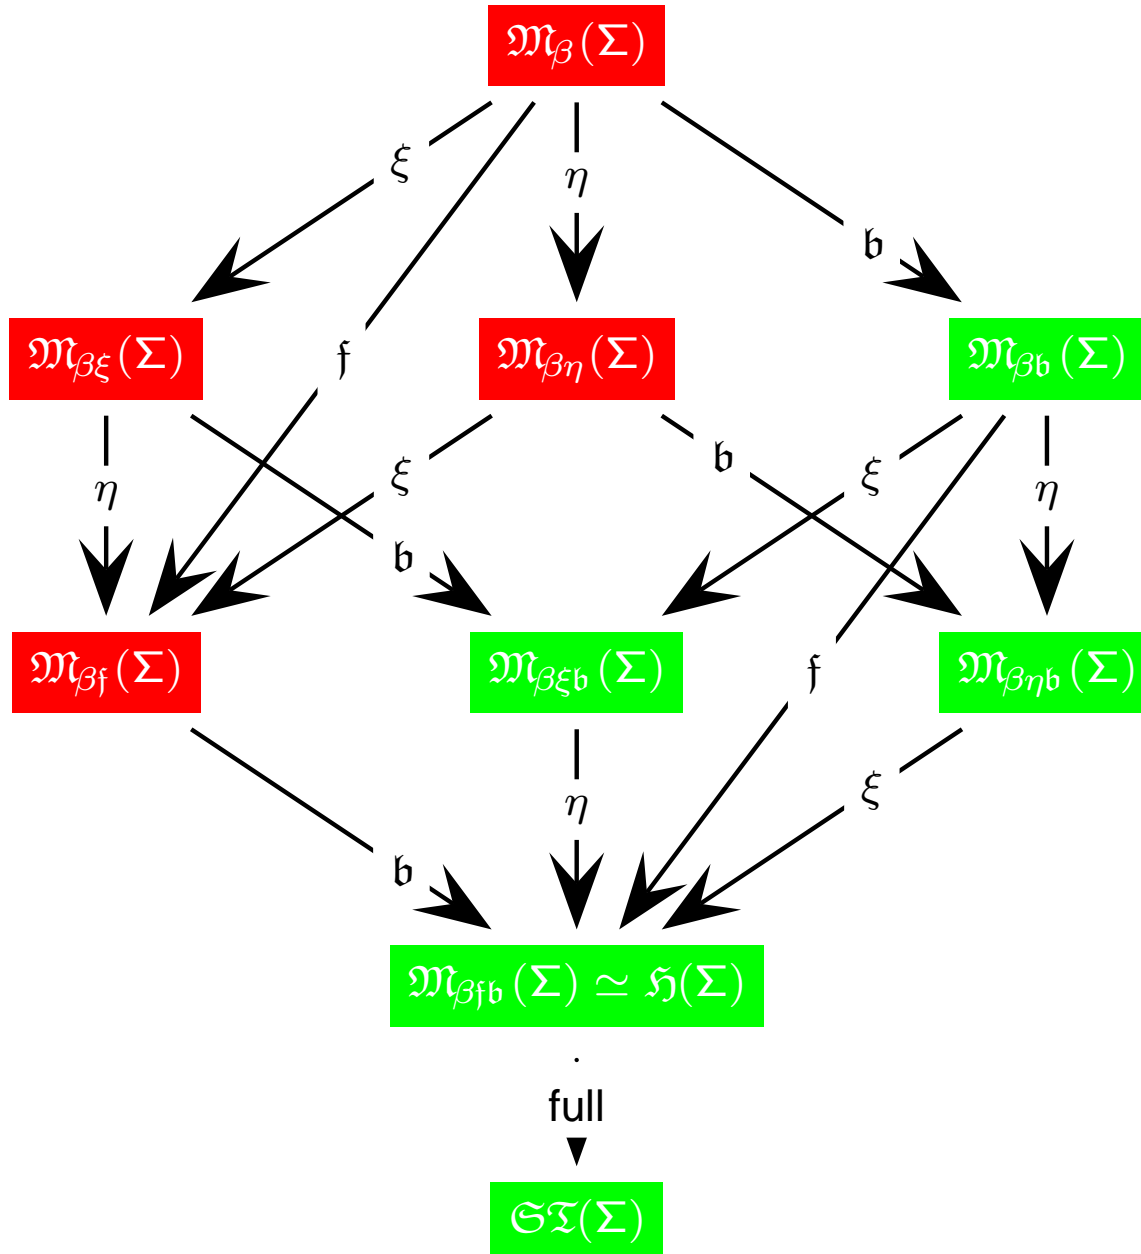 𝔐β(Σ)
ξ
η
𝔟
𝔐βξ(Σ)
𝔣
𝔐βη(Σ)
𝔐β𝔟(Σ)
η
ξ
𝔟
ξ
η
𝔟
𝔐β𝔣(Σ)
𝔐βξ𝔟(Σ)
𝔣
𝔐βη𝔟(Σ)
η
ξ
𝔟
𝔐β𝔣𝔟(Σ) ≃ ℌ(Σ)
full
𝔖𝔗(Σ)